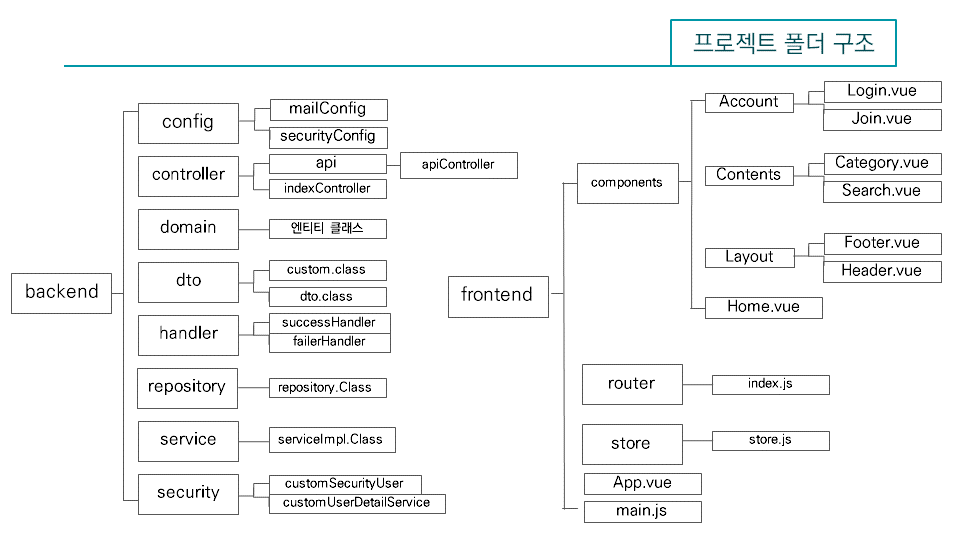 프로젝트 폴더 구조
backend
config
mailConfig
securityConfig
controller
api
apiController
indexController
domain
엔티티 클래스
dto
custom.class
dto.class
handler
successHandler
failerHandler
repository
repository.Class
service
serviceImpl.Class
security
customSecurityUser
customUserDetailService
frontend
components
Account
Login.vue
Join.vue
Contents
Category.vue
Search.vue
Layout
Footer.vue
Header.vue
Home.vue
router
index.js
store
store.js
App.vue
main.js